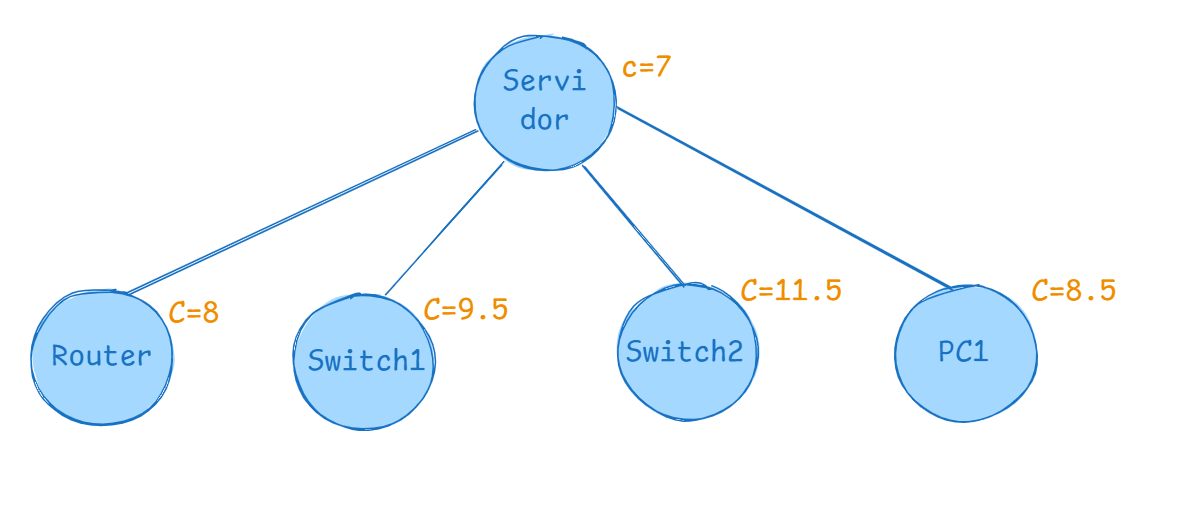 Servi
dor
c=7
Router
C=8
Switch1
C=9.5
Switch2
C=11.5
PC1
C=8.5